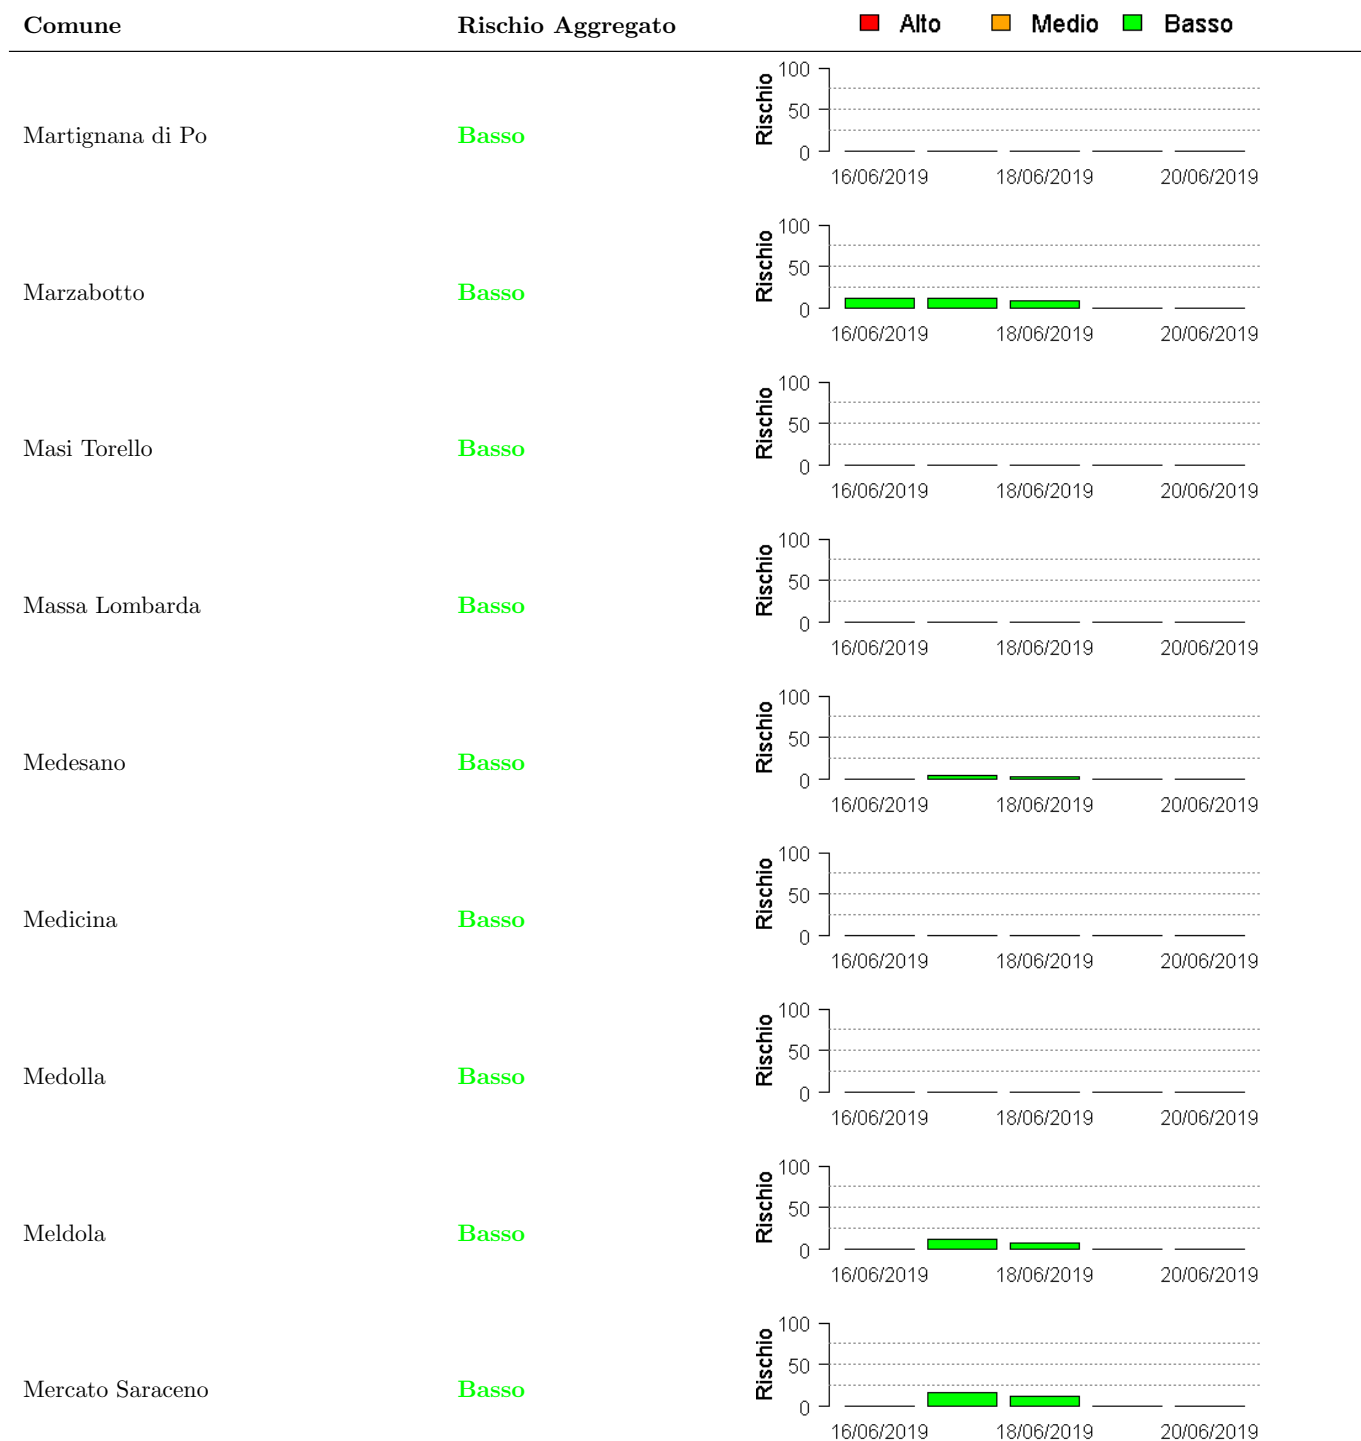 Comune Rischio Aggregato Alto Medio Basso
100
50
0
Rischio
Martignana di Po Basso
16/06/2019 18/06/2019 20/06/2019
100
50
0
Rischio
Marzabotto Basso
16/06/2019 18/06/2019 20/06/2019
100
50
0
Rischio
Masi Torello Basso
16/06/2019 18/06/2019 20/06/2019
100
50
0
Rischio
Massa Lombarda Basso
16/06/2019 18/06/2019 20/06/2019
100
50
0
Rischio
Medesano Basso
16/06/2019 18/06/2019 20/06/2019
100
50
0
Rischio
Medicina Basso
16/06/2019 18/06/2019 20/06/2019
100
50
0
Rischio
Medolla Basso
16/06/2019 18/06/2019 20/06/2019
100
50
0
Rischio
Meldola Basso
16/06/2019 18/06/2019 20/06/2019
100
50
0
Rischio
Mercato Saraceno Basso
16/06/2019 18/06/2019 20/06/2019